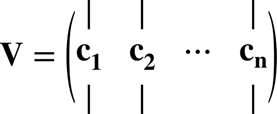 V = ( | | |
c₁ c₂ ⋯ cₙ
| | | )